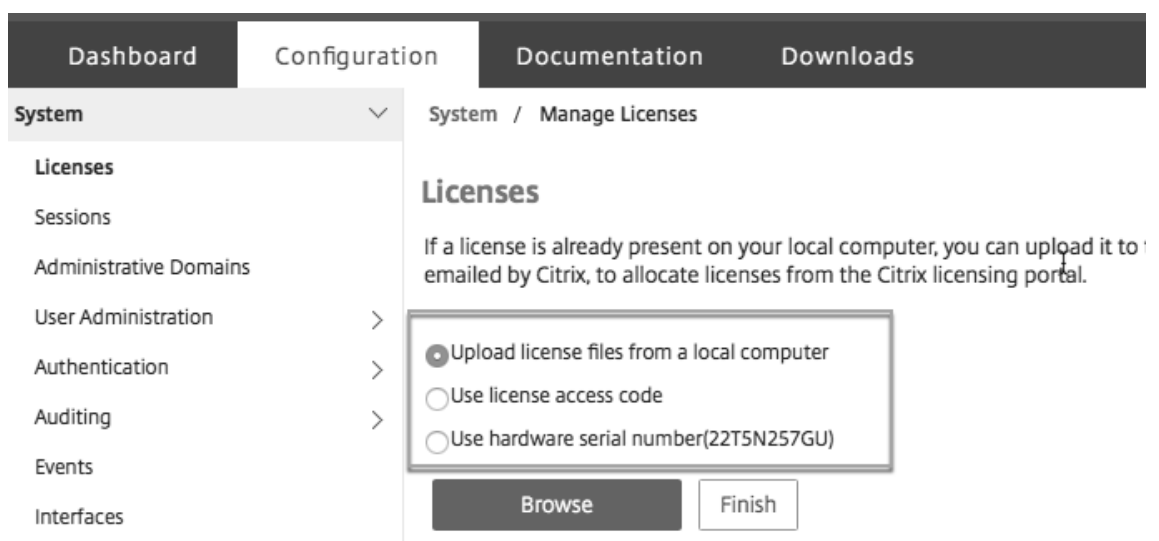 Dashboard
Configuration
Documentation
Downloads
System
System / Manage Licenses
Licenses
Sessions
Administrative Domains
User Administration
Authentication
Auditing
Events
Interfaces
Licenses
If a license is already present on your local computer, you can upload it to
emailed by Citrix, to allocate licenses from the Citrix licensing portal.
Upload license files from a local computer
Use license access code
Use hardware serial number(22T5N257GU)
Browse
Finish